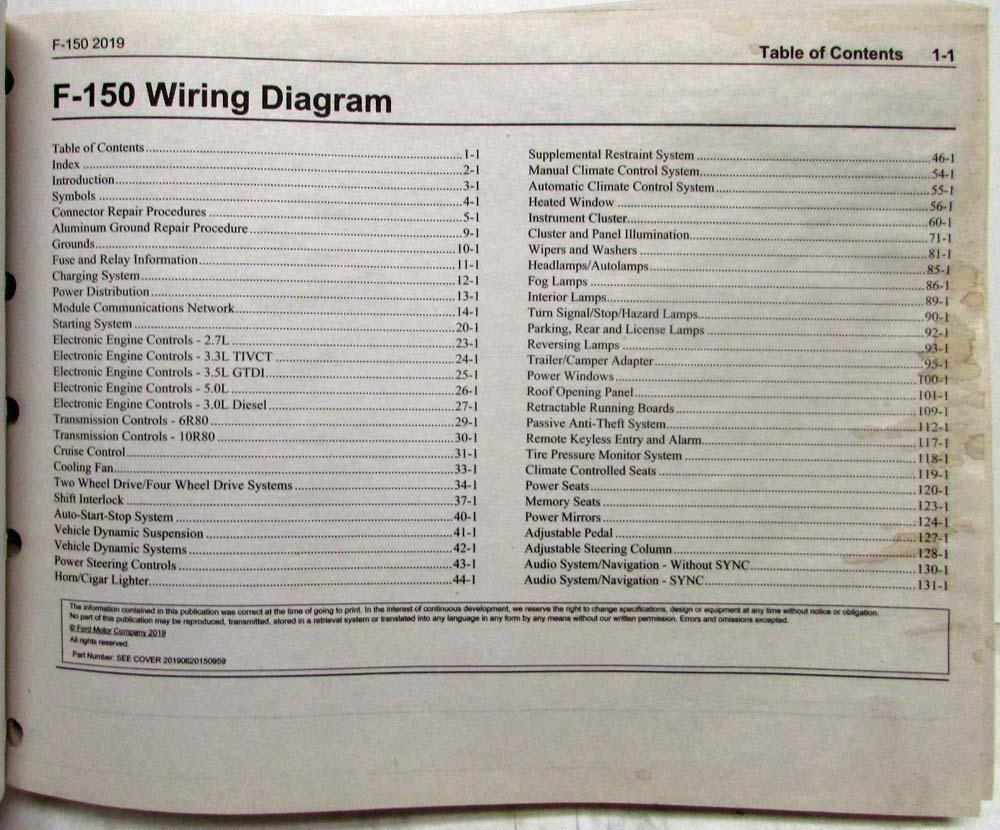 F-150 2019
Table of Contents 1-1
F-150 Wiring Diagram
Table of Contents 1-1
Index 2-1
Introduction 3-1
Symbols 4-1
Connector Repair Procedures 5-1
Aluminum Ground Repair Procedure 9-1
Grounds 10-1
Fuse and Relay Information 11-1
Charging System 12-1
Power Distribution 13-1
Module Communications Network 14-1
Starting System 20-1
Electronic Engine Controls - 2.7L 23-1
Electronic Engine Controls - 3.3L TIVCT 24-1
Electronic Engine Controls - 3.5L GTDI 25-1
Electronic Engine Controls - 5.0L 26-1
Electronic Engine Controls - 3.0L Diesel 27-1
Transmission Controls - 6R80 29-1
Transmission Controls - 10R80 30-1
Cruise Control 31-1
Cooling Fan 33-1
Two Wheel Drive/Four Wheel Drive Systems 34-1
Shift Interlock 37-1
Auto-Start-Stop System 40-1
Vehicle Dynamic Suspension 41-1
Vehicle Dynamic Systems 42-1
Power Steering Controls 43-1
Horn/Cigar Lighter 44-1
Supplemental Restraint System 46-1
Manual Climate Control System 54-1
Automatic Climate Control System 55-1
Heated Window 56-1
Instrument Cluster 60-1
Cluster and Panel Illumination 71-1
Wipers and Washers 81-1
Headlamps/Autolamps 85-1
Fog Lamps 86-1
Interior Lamps 89-1
Turn Signal/Stop/Hazard Lamps 90-1
Parking, Rear and License Lamps 92-1
Reversing Lamps 93-1
Trailer/Camper Adapter 95-1
Power Windows 100-1
Roof Opening Panel 101-1
Retractable Running Boards 109-1
Passive Anti-Theft System 112-1
Remote Keyless Entry and Alarm 117-1
Tire Pressure Monitor System 118-1
Climate Controlled Seats 119-1
Power Seats 120-1
Memory Seats 123-1
Power Mirrors 124-1
Adjustable Pedal 127-1
Adjustable Steering Column 128-1
Audio System/Navigation - Without SYNC 130-1
Audio System/Navigation - SYNC 131-1
The information contained in this publication was correct at the time of going to print. In the interest of continuous development, we reserve the right to change specifications, design or equipment at any time without notice or obligation.
No part of this publication may be reproduced, transmitted, stored in a retrieval system or translated into any language in any form by any means without our written permission. Errors and omissions excepted.
© Ford Motor Company 2019
All rights reserved.
Part Number: SEE COVER 20190620150959